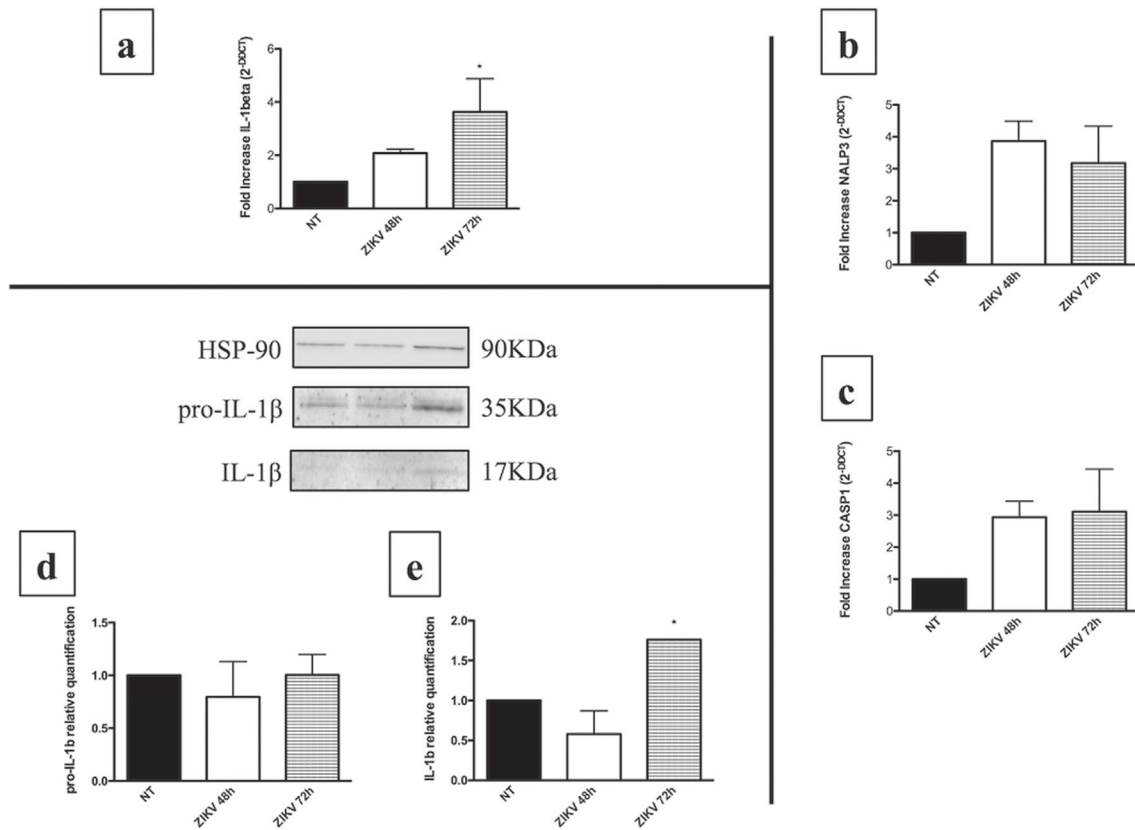 a
Fold Increase IL-1beta (2-DDCT)
6
4
2
0
*
NT
ZIKV 48h
ZIKV 72h
b
Fold Increase NALP3 (2-DDCT)
5
4
3
2
1
0
NT
ZIKV 48h
ZIKV 72h
HSP-90
90KDa
pro-IL-1β
35KDa
IL-1β
17KDa
c
Fold Increase CASP1 (2-DDCT)
5
4
3
2
1
0
NT
ZIKV 48h
ZIKV 72h
d
pro-IL-1b relative quantification
1.5
1.0
0.5
0.0
NT
ZIKV 48h
ZIKV 72h
e
IL-1b relative quantification
2.0
1.5
1.0
0.5
0.0
*
NT
ZIKV 48h
ZIKV 72h